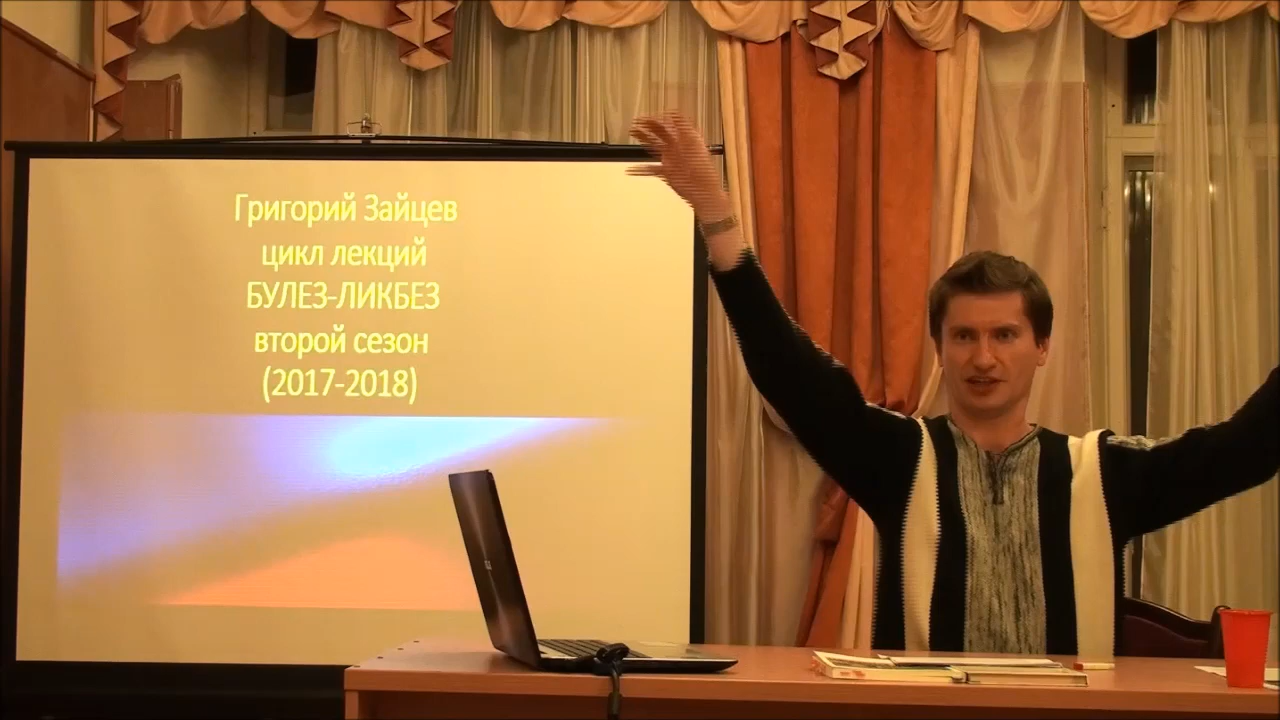 Григорий Зайцев
цикл лекций
БУЛЕЗ-ЛИКБЕЗ
второй сезон
(2017-2018)